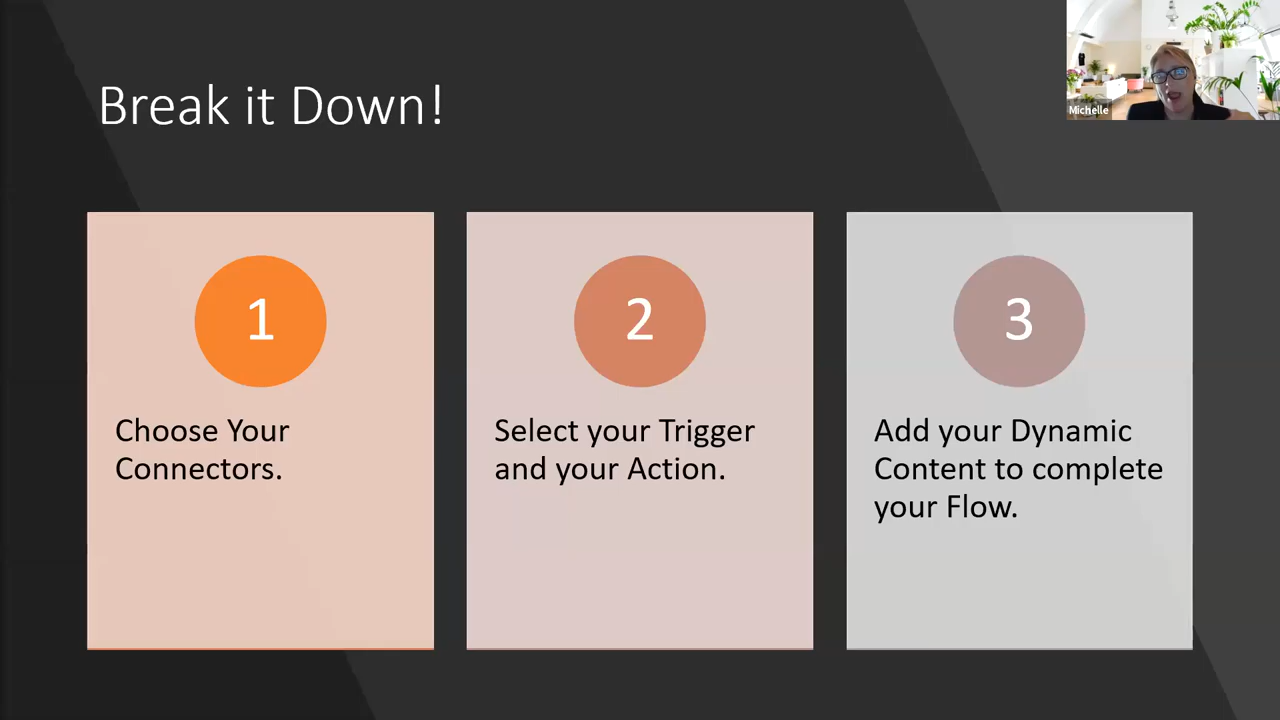 Break it Down!
Michelle
1
Choose Your
Connectors.
2
Select your Trigger
and your Action.
3
Add your Dynamic
Content to complete
your Flow.